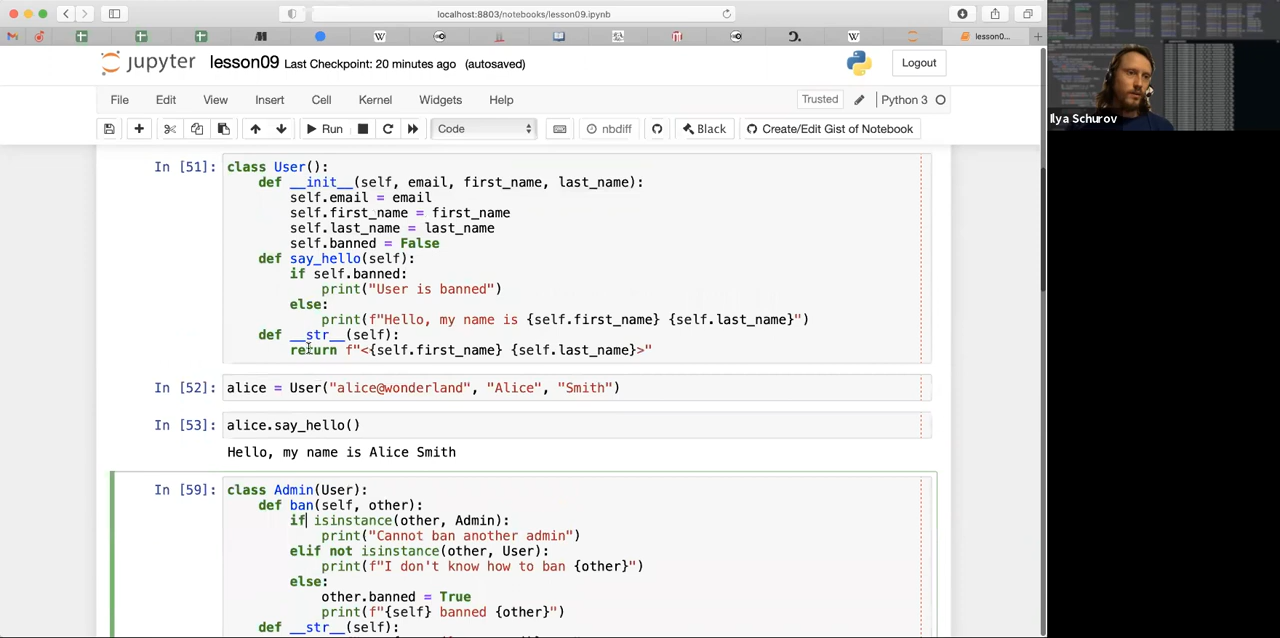 localhost:8803/notebooks/lesson09.ipynb
lesson0...
jupyter lesson09 Last Checkpoint: 20 minutes ago (autosaved)
Logout
File Edit View Insert Cell Kernel Widgets Help
Trusted Python 3
Run Code nbdiff Black Create/Edit Gist of Notebook
In [51]: class User():
def __init__(self, email, first_name, last_name):
self.email = email
self.first_name = first_name
self.last_name = last_name
self.banned = False
def say_hello(self):
if self.banned:
print("User is banned")
else:
print(f"Hello, my name is {self.first_name} {self.last_name}")
def __str__(self):
return f"<{self.first_name} {self.last_name}>"
In [52]: alice = User("alice@wonderland", "Alice", "Smith")
In [53]: alice.say_hello()
Hello, my name is Alice Smith
In [59]: class Admin(User):
def ban(self, other):
if isinstance(other, Admin):
print("Cannot ban another admin")
elif not isinstance(other, User):
print(f"I don't know how to ban {other}")
else:
other.banned = True
print(f"{self} banned {other}")
def __str__(self):
Ilya Schurov